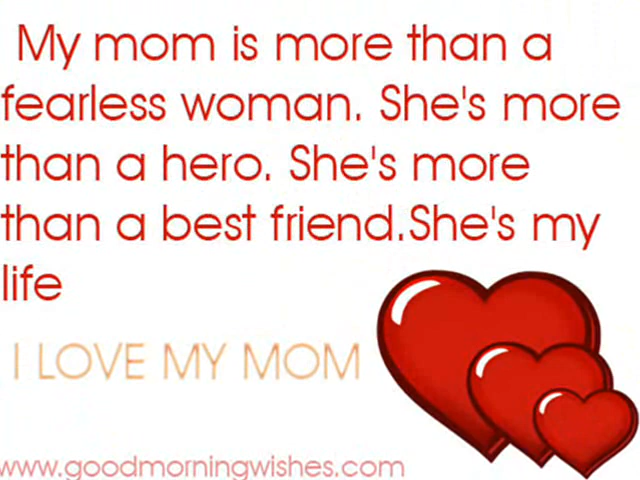 My mom is more than a
fearless woman. She's more
than a hero. She's more
than a best friend.She's my
life
I LOVE MY MOM
www.goodmorningwishes.com